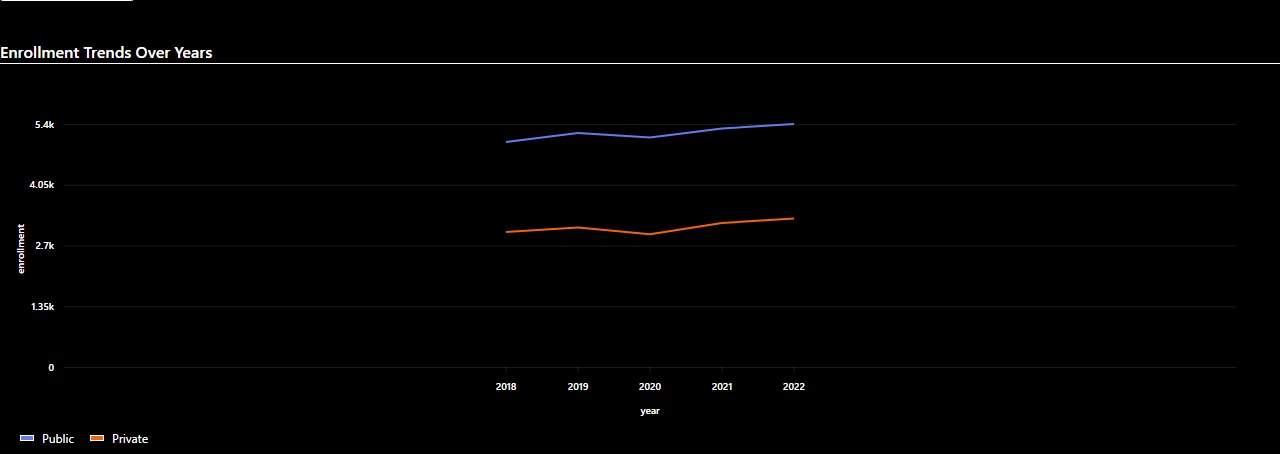 Enrollment Trends Over Years
5.4k
4.05k
2.7k
1.35k
0
enrollment
2018 2019 2020 2021 2022
year
Public Private